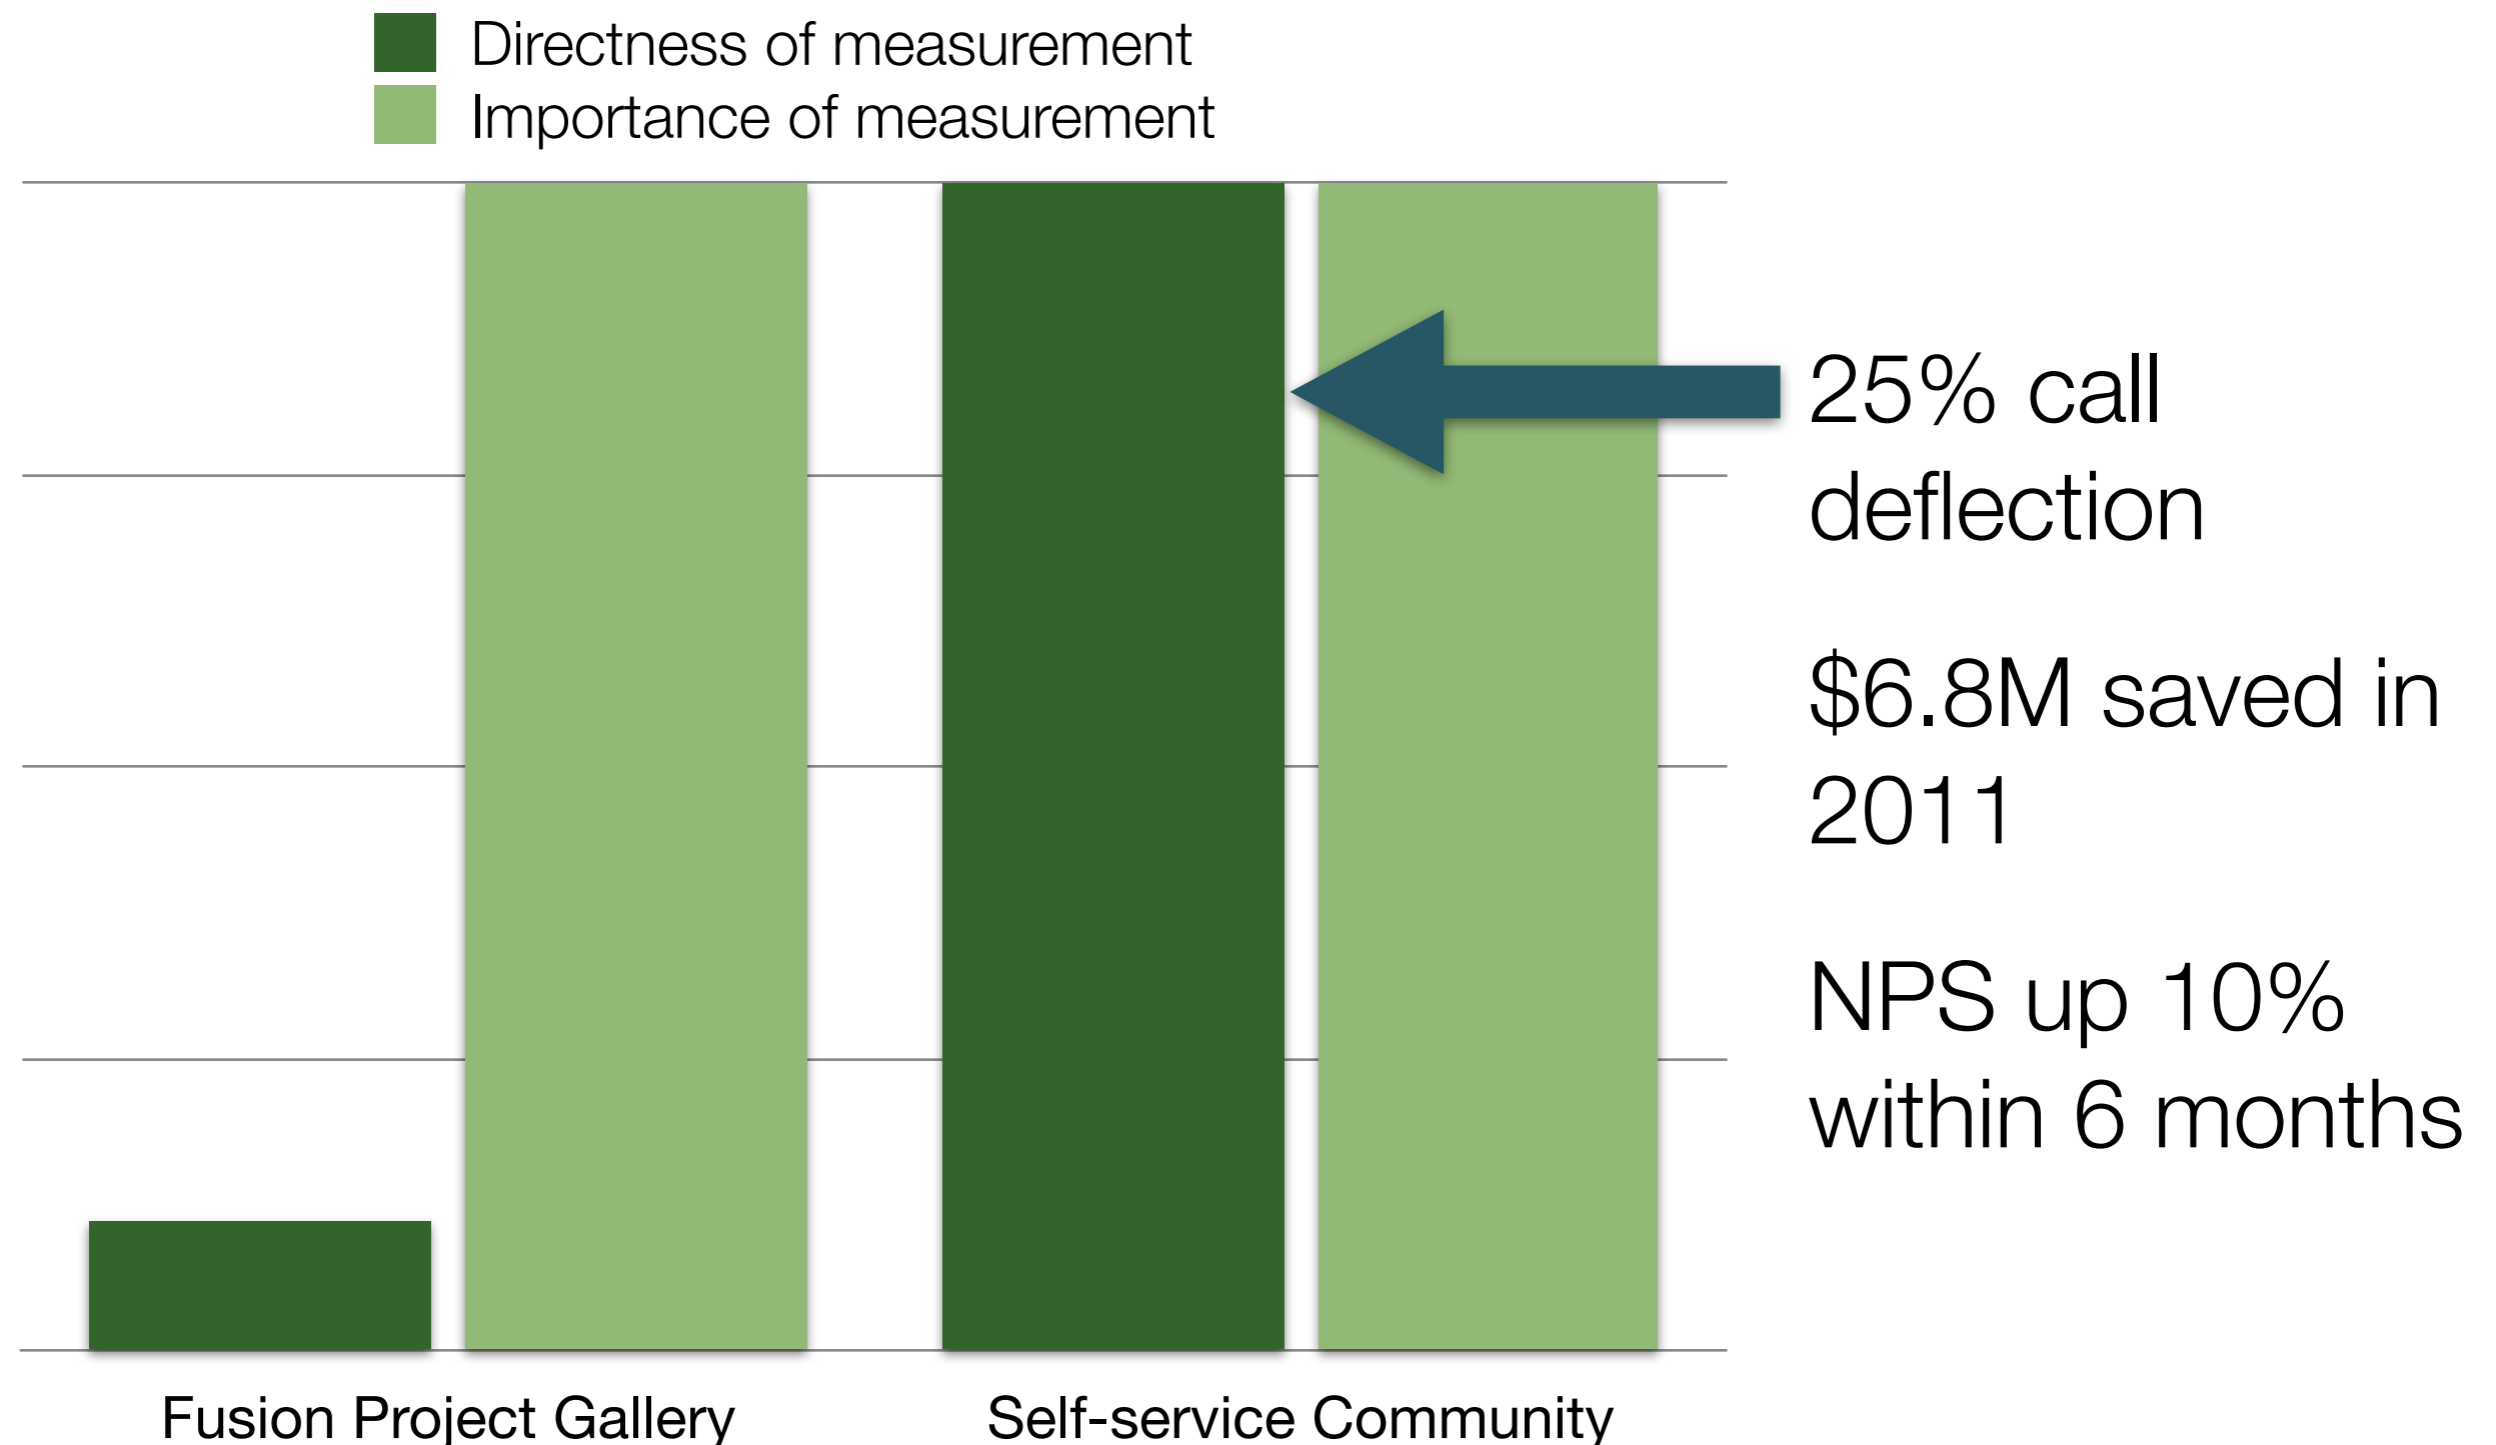 Directness of measurement
Importance of measurement
25% call
deflection
$6.8M saved in
2011
NPS up 10%
within 6 months
Fusion Project Gallery
Self-service Community